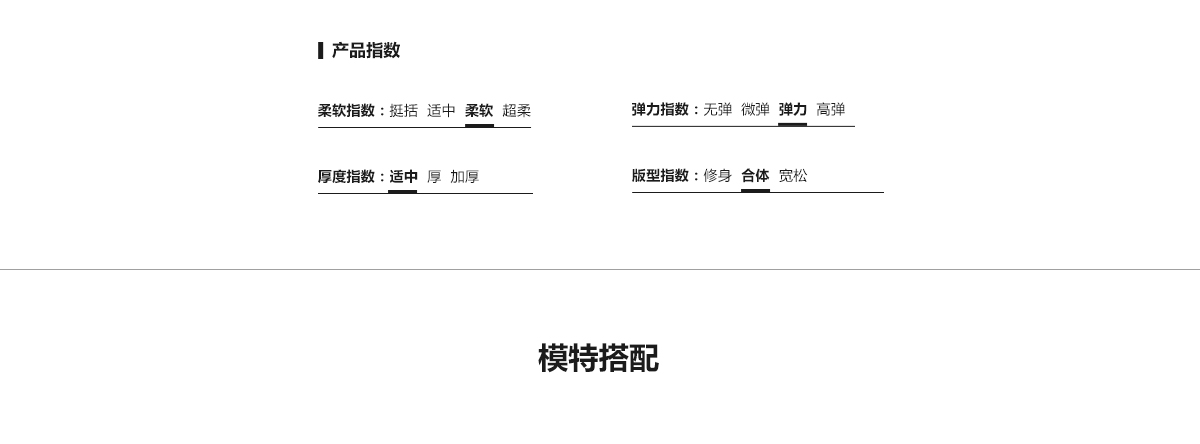 产品指数
柔软指数：挺括 适中 柔软 超柔
弹力指数：无弹 微弹 弹力 高弹
厚度指数：适中 厚 加厚
版型指数：修身 合体 宽松
模特搭配